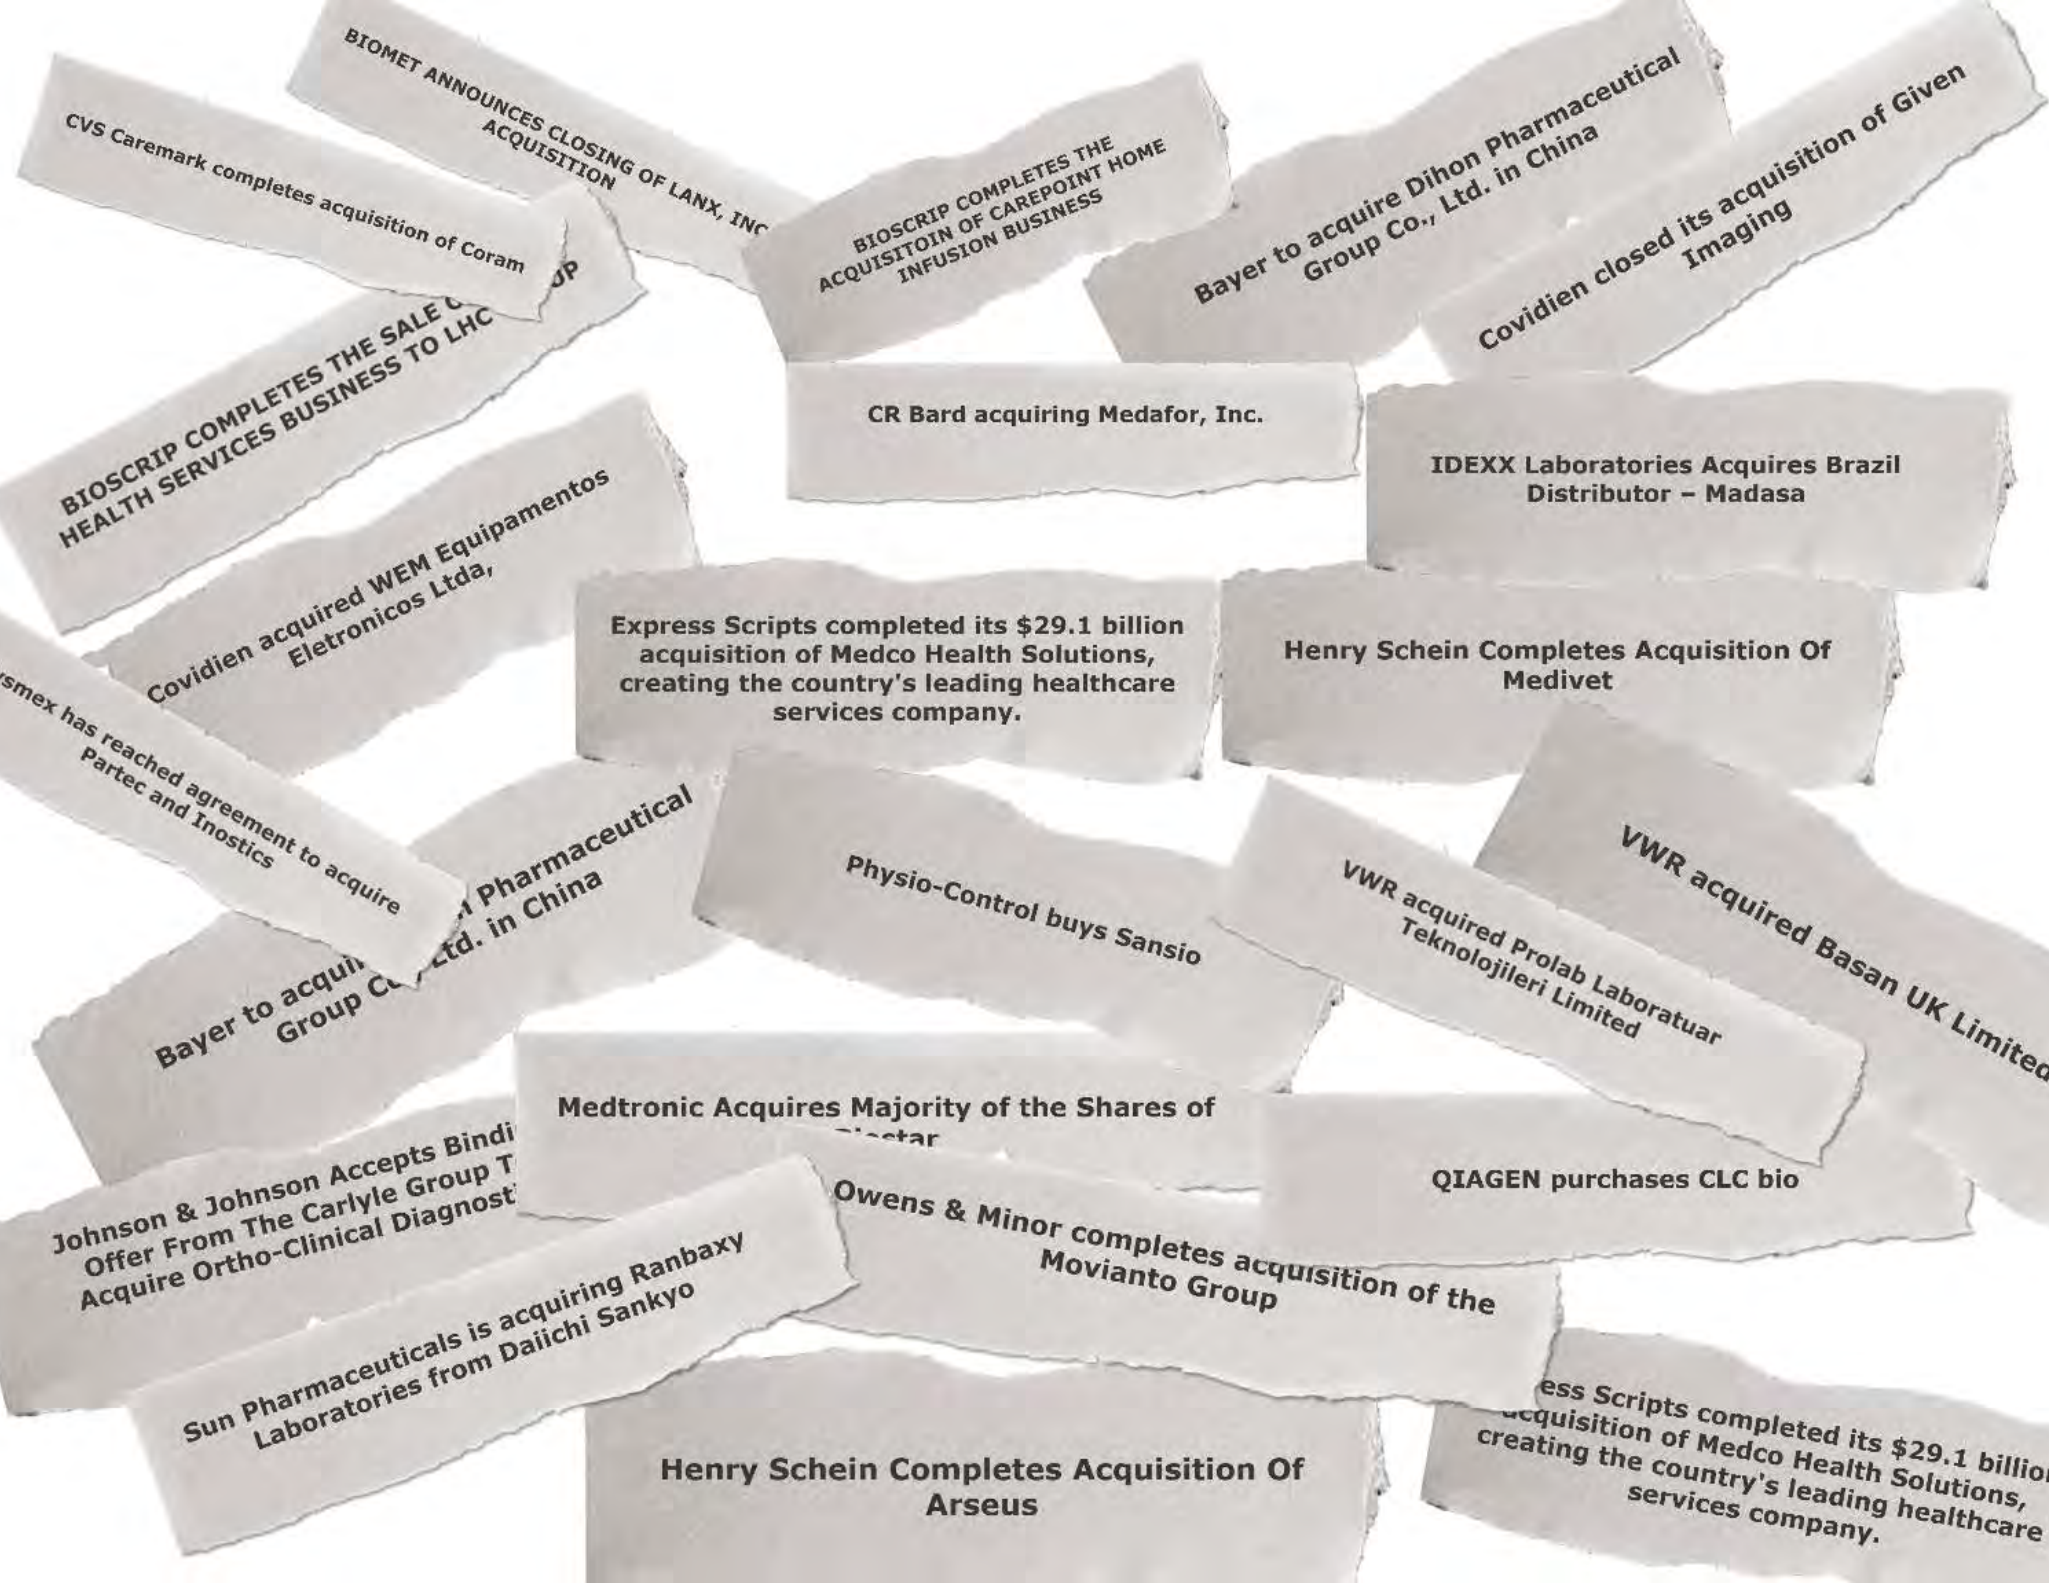 BIOMET ANNOUNCES CLOSING OF LANX, INC
ACQUISITION
CVS Caremark completes acquisition of Coram
BIOSCRIP COMPLETES THE
ACQUISITOIN OF CAREPOINT HOME
INFUSION BUSINESS
Bayer to acquire Dihon Pharmaceutical
Group Co., Ltd. in China
Covidien closed its acquisition of Given
Imaging
BIOSCRIP COMPLETES THE SALE
HEALTH SERVICES BUSINESS TO LHC
CR Bard acquiring Medafor, Inc.
IDEXX Laboratories Acquires Brazil
Distributor – Madasa
Covidien acquired WEM Equipamentos
Eletronicos Ltda,
Express Scripts completed its $29.1 billion
acquisition of Medco Health Solutions,
creating the country's leading healthcare
services company.
Henry Schein Completes Acquisition Of
Medivet
smex has reached agreement to acquire
Partec and Inostics
Bayer to acqui Pharmaceutical
Group C Ltd. in China
Physio-Control buys Sansio
VWR acquired Prolab Laboratuar
Teknolojileri Limited
VWR acquired Basan UK Limited
Medtronic Acquires Majority of the Shares of
Johnson & Johnson Accepts Bindi
Offer From The Carlyle Group T
Acquire Ortho-Clinical Diagnost
Owens & Minor completes acquisition of the
Movianto Group
QIAGEN purchases CLC bio
Sun Pharmaceuticals is acquiring Ranbaxy
Laboratories from Daiichi Sankyo
Henry Schein Completes Acquisition Of
Arseus
ess Scripts completed its $29.1 billio
acquisition of Medco Health Solutions,
creating the country's leading healthcare
services company.